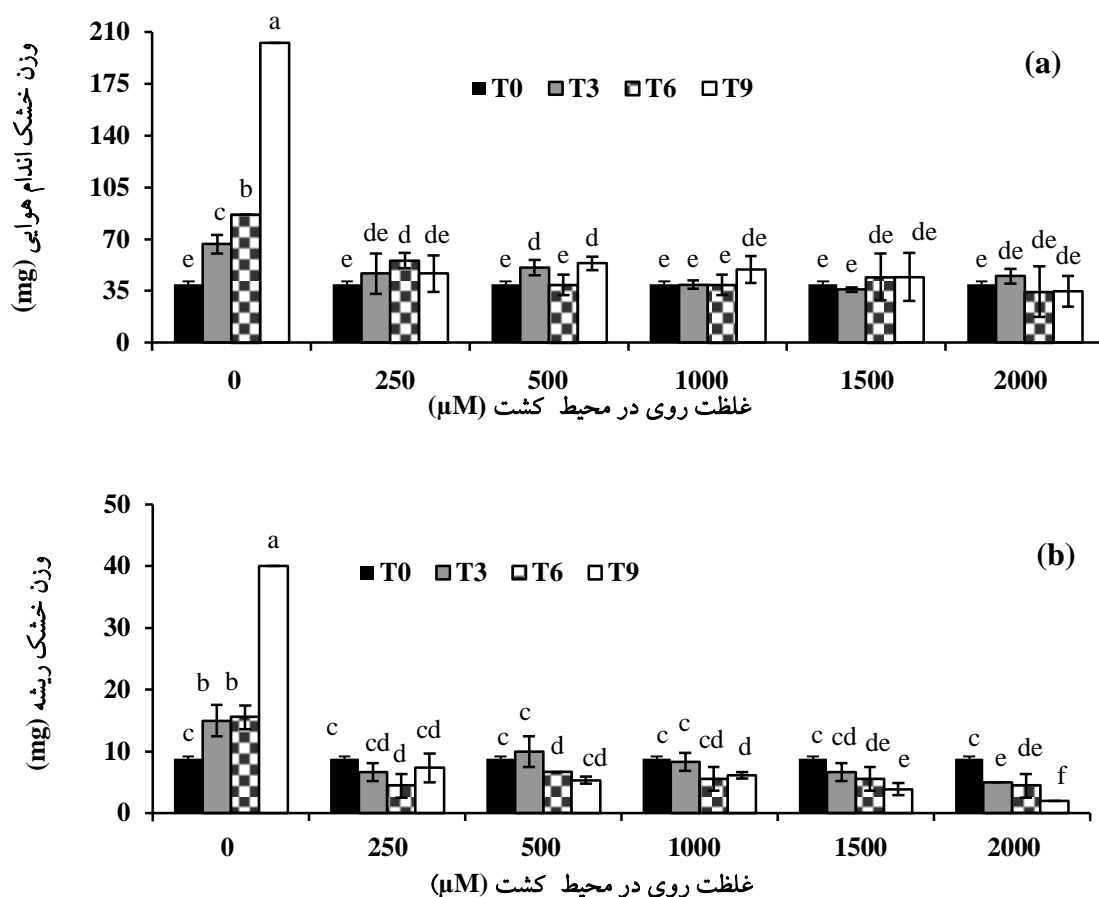 وزن خشک اندام هوایی (mg)
210
175
140
105
70
35
0
(a)
T0 T3 T6 T9
e c b a
e de d de
e d e d
e e e de
e e de de
e de de de
0 250 500 1000 1500 2000
غلظت روی در محیط کشت (µM)
وزن خشک ریشه (mg)
50
40
30
20
10
0
(b)
T0 T3 T6 T9
c b b a
c cd d cd
c c d cd
c c cd d
c cd de e
c e de f
0 250 500 1000 1500 2000
غلظت روی در محیط کشت (µM)